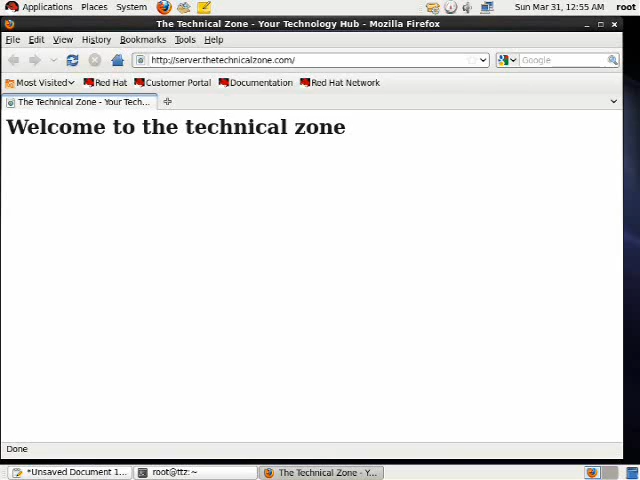 Applications Places System Sun Mar 31, 12:55 AM root
The Technical Zone - Your Technology Hub - Mozilla Firefox
File Edit View History Bookmarks Tools Help
http://server.thetechnicalzone.com/ Google
Most Visited Red Hat Customer Portal Documentation Red Hat Network
The Technical Zone - Your Tech...
Welcome to the technical zone
Done
*Unsaved Document 1... root@ttz:~ The Technical Zone - Y...